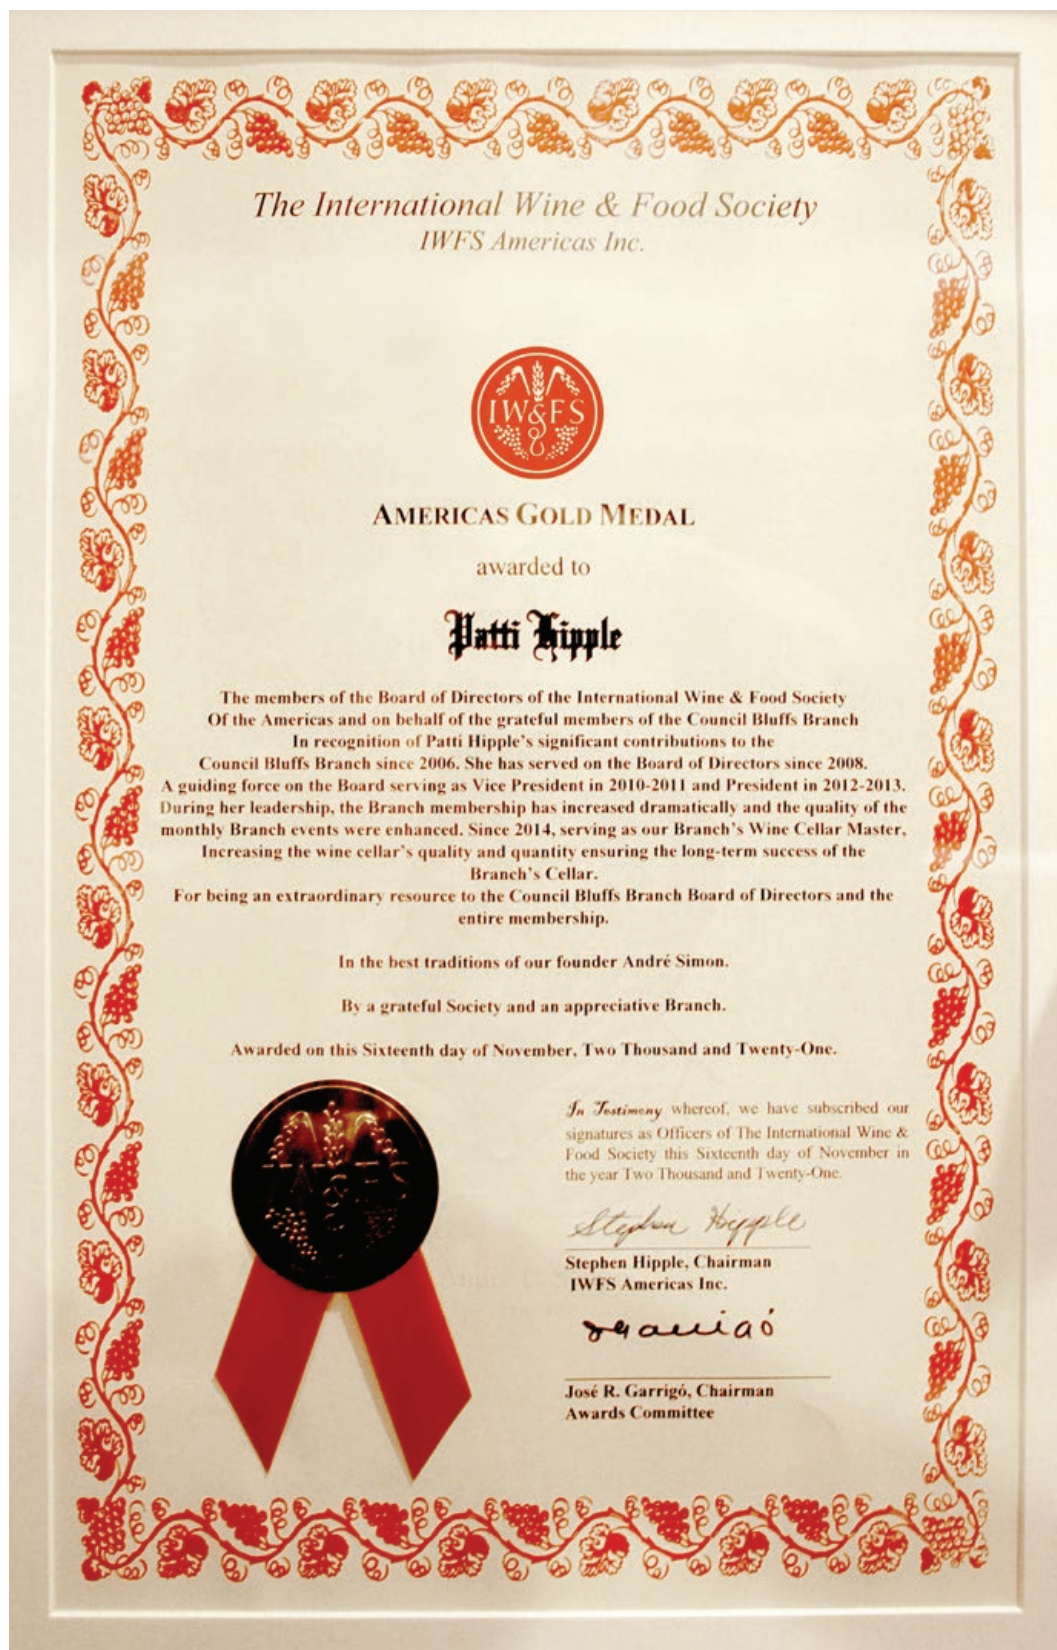 The International Wine & Food Society
IWFS Americas Inc.
IW&FS
AMERICAS GOLD MEDAL
awarded to
Patti Hipple
The members of the Board of Directors of the International Wine & Food Society
Of the Americas and on behalf of the grateful members of the Council Bluffs Branch
In recognition of Patti Hipple's significant contributions to the
Council Bluffs Branch since 2006. She has served on the Board of Directors since 2008.
A guiding force on the Board serving as Vice President in 2010-2011 and President in 2012-2013.
During her leadership, the Branch membership has increased dramatically and the quality of the
monthly Branch events were enhanced. Since 2014, serving as our Branch's Wine Cellar Master,
Increasing the wine cellar's quality and quantity ensuring the long-term success of the
Branch's Cellar.
For being an extraordinary resource to the Council Bluffs Branch Board of Directors and the
entire membership.
In the best traditions of our founder André Simon.
By a grateful Society and an appreciative Branch.
Awarded on this Sixteenth day of November, Two Thousand and Twenty-One.
IW&FS
In Testimony whereof, we have subscribed our
signatures as Officers of The International Wine &
Food Society this Sixteenth day of November in
the year Two Thousand and Twenty-One.
Stephen Hipple
Stephen Hipple, Chairman
IWFS Americas Inc.
José R. Garrigó, Chairman
Awards Committee